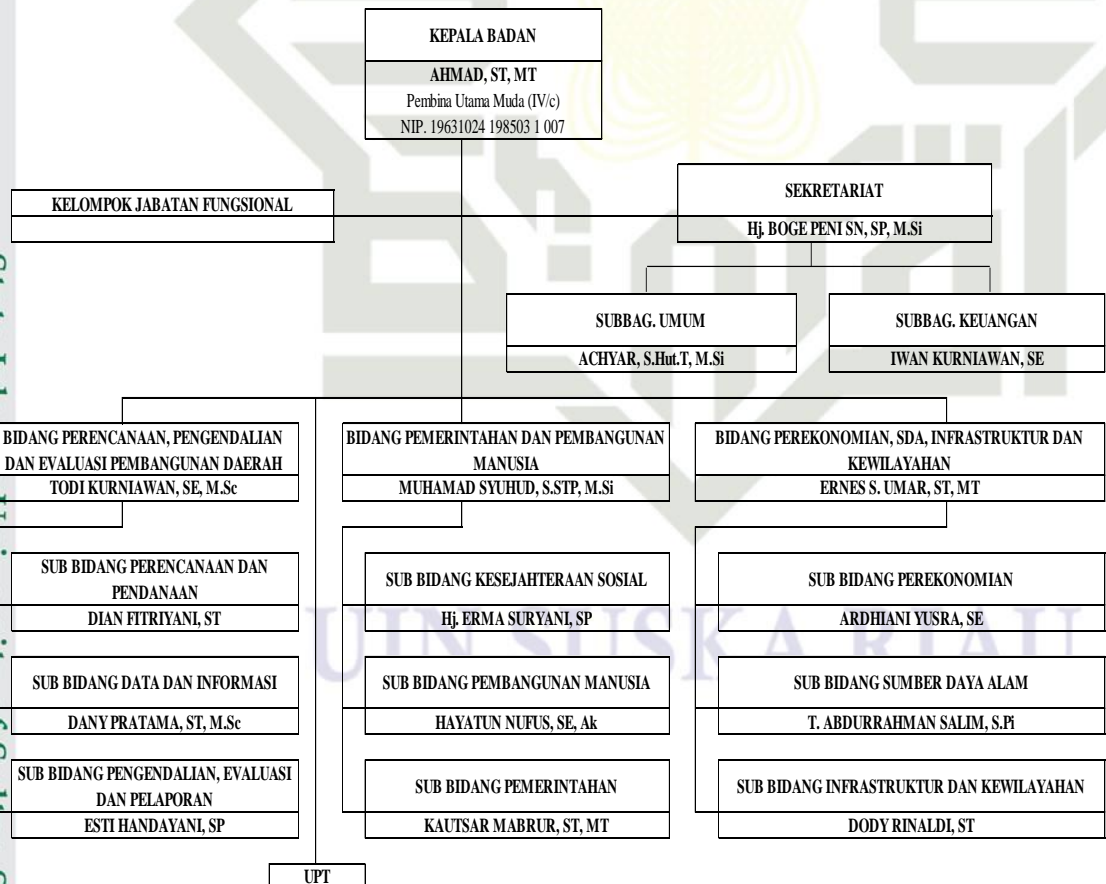 KEPALA BADAN
AHMAD, ST, MT
Pembina Utama Muda (IV/c)
NIP. 19631024 198503 1 007
KELOMPOK JABATAN FUNGSIONAL
SEKRETARIAT
Hj. BOGE PENI SN, SP, M.Si
SUBBAG. UMUM
ACHYAR, S.Hut.T, M.Si
SUBBAG. KEUANGAN
IWAN KURNIAWAN, SE
BIDANG PERENCANAAN, PENGENDALIAN
DAN EVALUASI PEMBANGUNAN DAERAH
TODI KURNIAWAN, SE, M.Sc
BIDANG PEMERINTAHAN DAN PEMBANGUNAN
MANUSIA
MUHAMAD SYUHUD, S.STP, M.Si
BIDANG PEREKONOMIAN, SDA, INFRASTRUKTUR DAN
KEWILAYAHAN
ERNES S. UMAR, ST, MT
SUB BIDANG PERENCANAAN DAN
PENDANAAN
DIAN FITRIYANI, ST
SUB BIDANG KESEJAHTERAAN SOSIAL
Hj. ERMA SURYANI, SP
SUB BIDANG PEREKONOMIAN
ARDHIANI YUSRA, SE
UIN SUSKA RIAU
SUB BIDANG DATA DAN INFORMASI
DANY PRATAMA, ST, M.Sc
SUB BIDANG PEMBANGUNAN MANUSIA
HAYATUN NUFUS, SE, Ak
SUB BIDANG SUMBER DAYA ALAM
T. ABDURRAHMAN SALIM, S.Pi
SUB BIDANG PENGENDALIAN, EVALUASI
DAN PELAPORAN
ESTI HANDAYANI, SP
SUB BIDANG PEMERINTAHAN
KAUTSAR MABRUR, ST, MT
SUB BIDANG INFRASTRUKTUR DAN KEWILAYAHAN
DODY RINALDI, ST
UPT